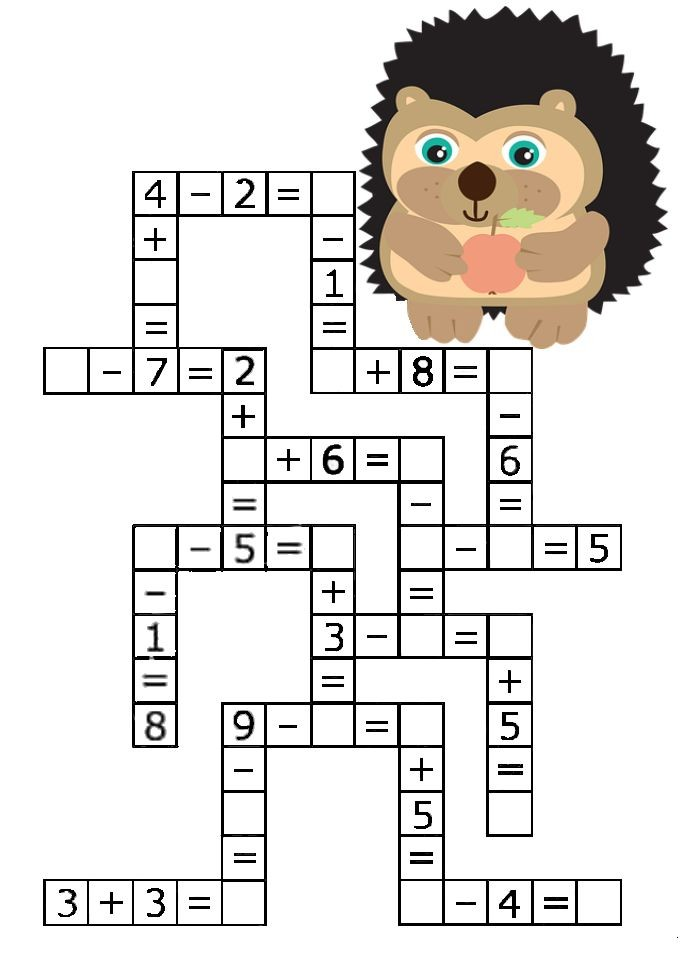 4 - 2 =
+ -
1
= =
- 7 = 2 + 8 =
+ -
+ 6 = 6
= - =
- 5 = - = 5
- + =
1 3 - =
= = +
8 9 - = 5
- + =
5
= =
3 + 3 = - 4 =